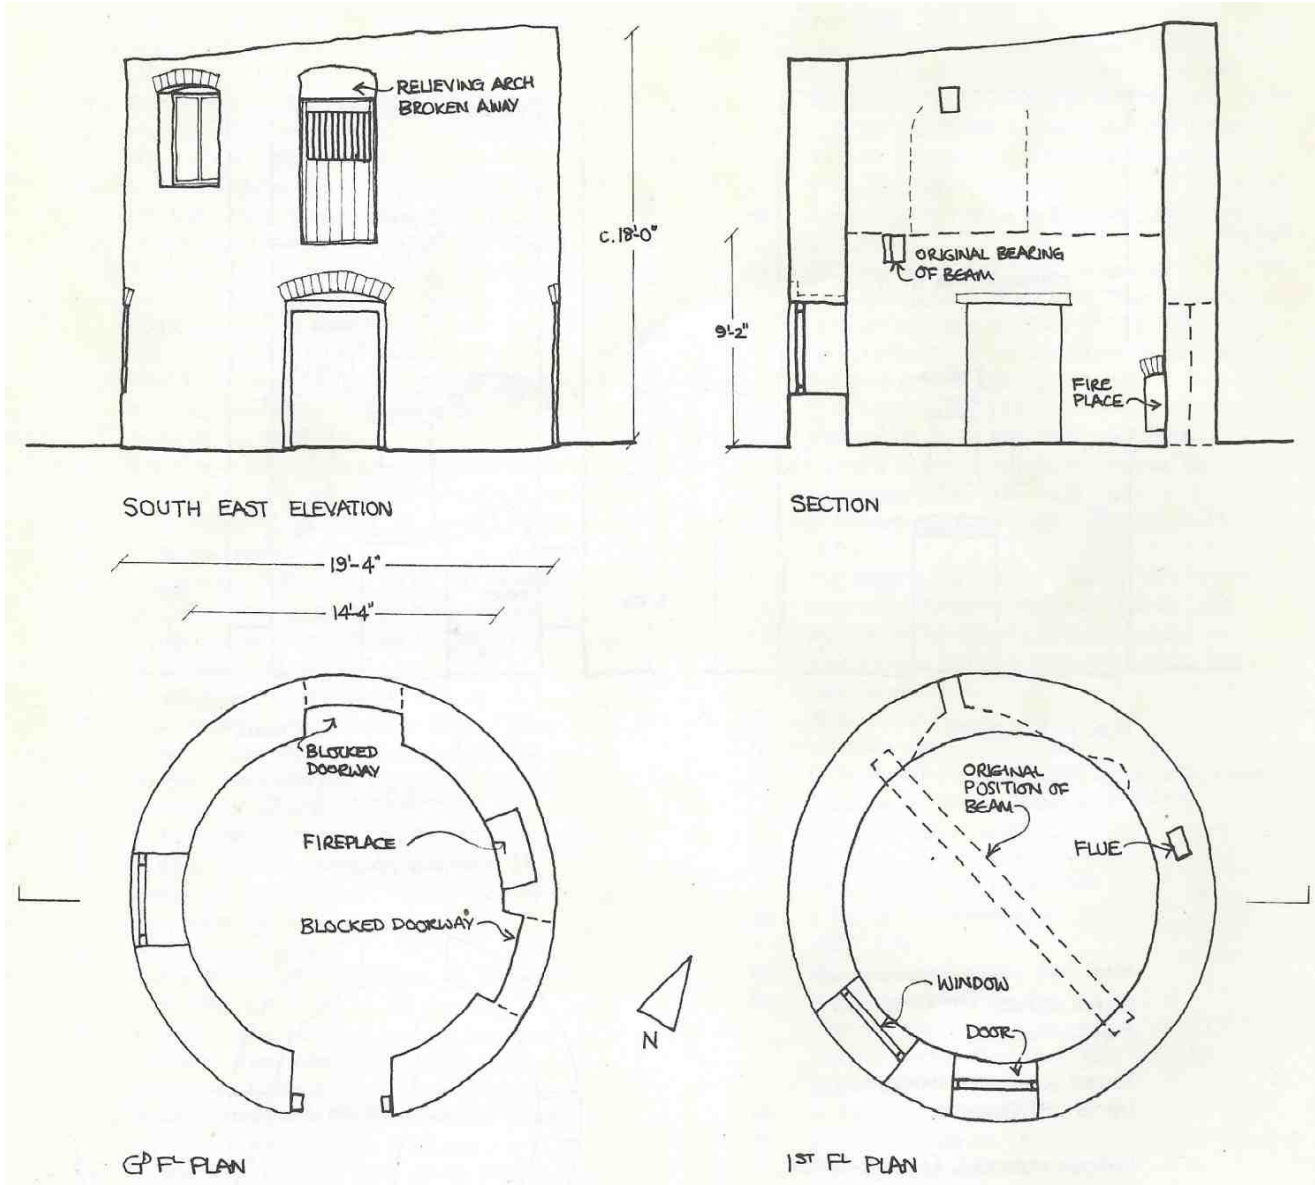 RELIEVING ARCH
BROKEN AWAY
C.18'-0"
SOUTH EAST ELEVATION
ORIGINAL BEARING
OF BEAM
9'-2"
FIRE
PLACE
SECTION
19'-4"
14'-4"
BLOCKED
DOORWAY
FIREPLACE
BLOCKED DOORWAY
N
GD FL PLAN
ORIGINAL
POSITION OF
BEAM
FLUE
WINDOW
DOOR
1ST FL PLAN